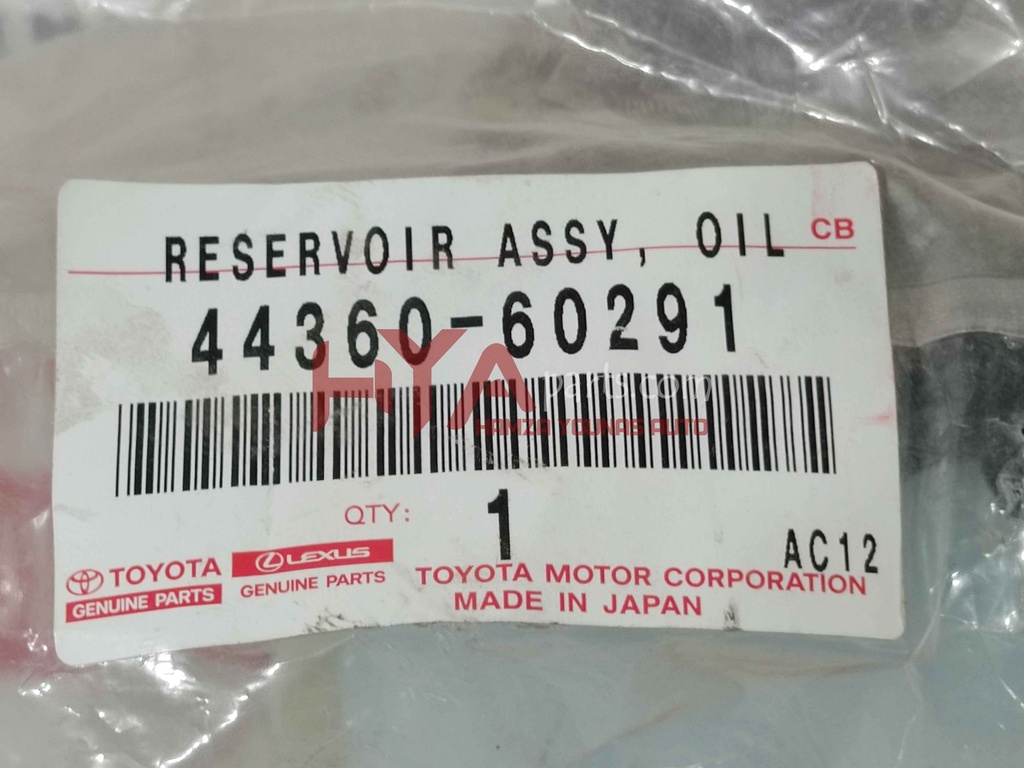 RESERVOIR ASSY, OIL CB
44360-60291
HYA parts.com
HAMZA YOUNAS AUTO
QTY: 1
AC12
TOYOTA
GENUINE PARTS
LEXUS
GENUINE PARTS
TOYOTA MOTOR CORPORATION
MADE IN JAPAN